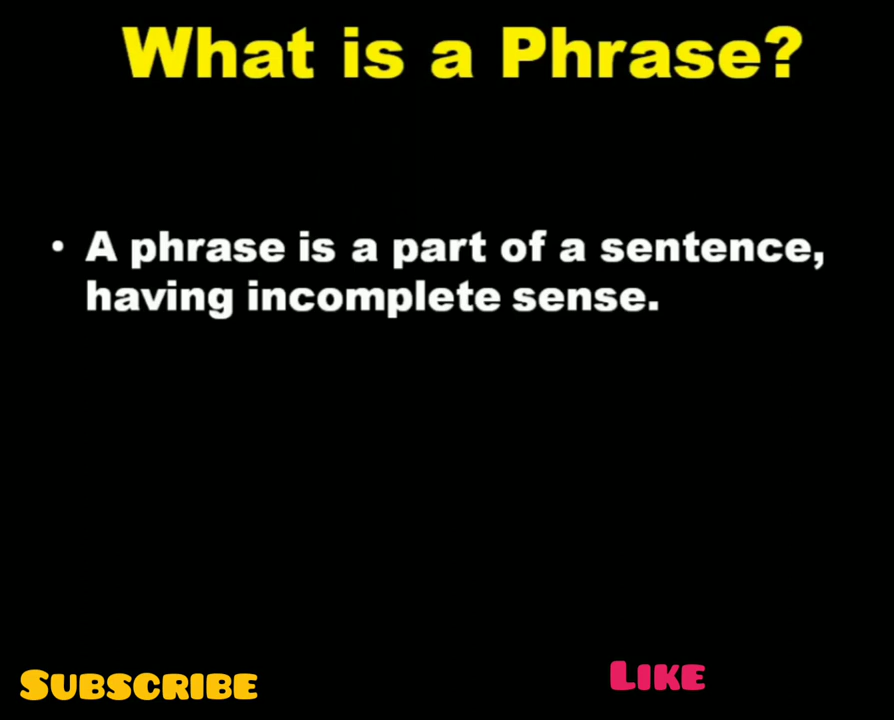 What is a Phrase?
• A phrase is a part of a sentence,
having incomplete sense.
SUBSCRIBE
LIKE